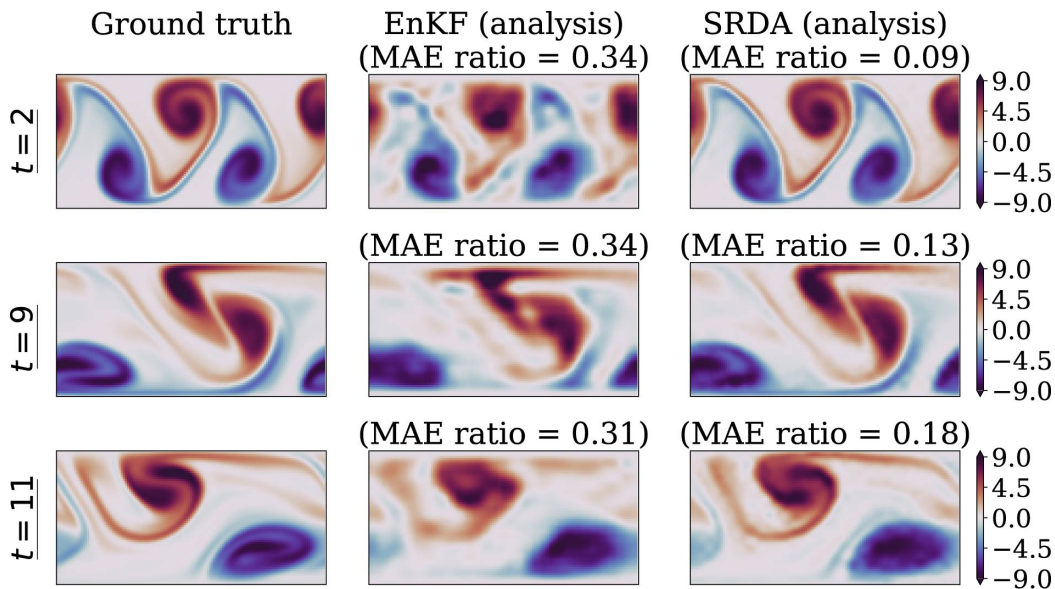 Ground truth
EnKF (analysis)
(MAE ratio = 0.34)
SRDA (analysis)
(MAE ratio = 0.09)
t = 2
9.0
4.5
0.0
−4.5
−9.0
(MAE ratio = 0.34)
(MAE ratio = 0.13)
t = 9
9.0
4.5
0.0
−4.5
−9.0
(MAE ratio = 0.31)
(MAE ratio = 0.18)
t = 11
9.0
4.5
0.0
−4.5
−9.0